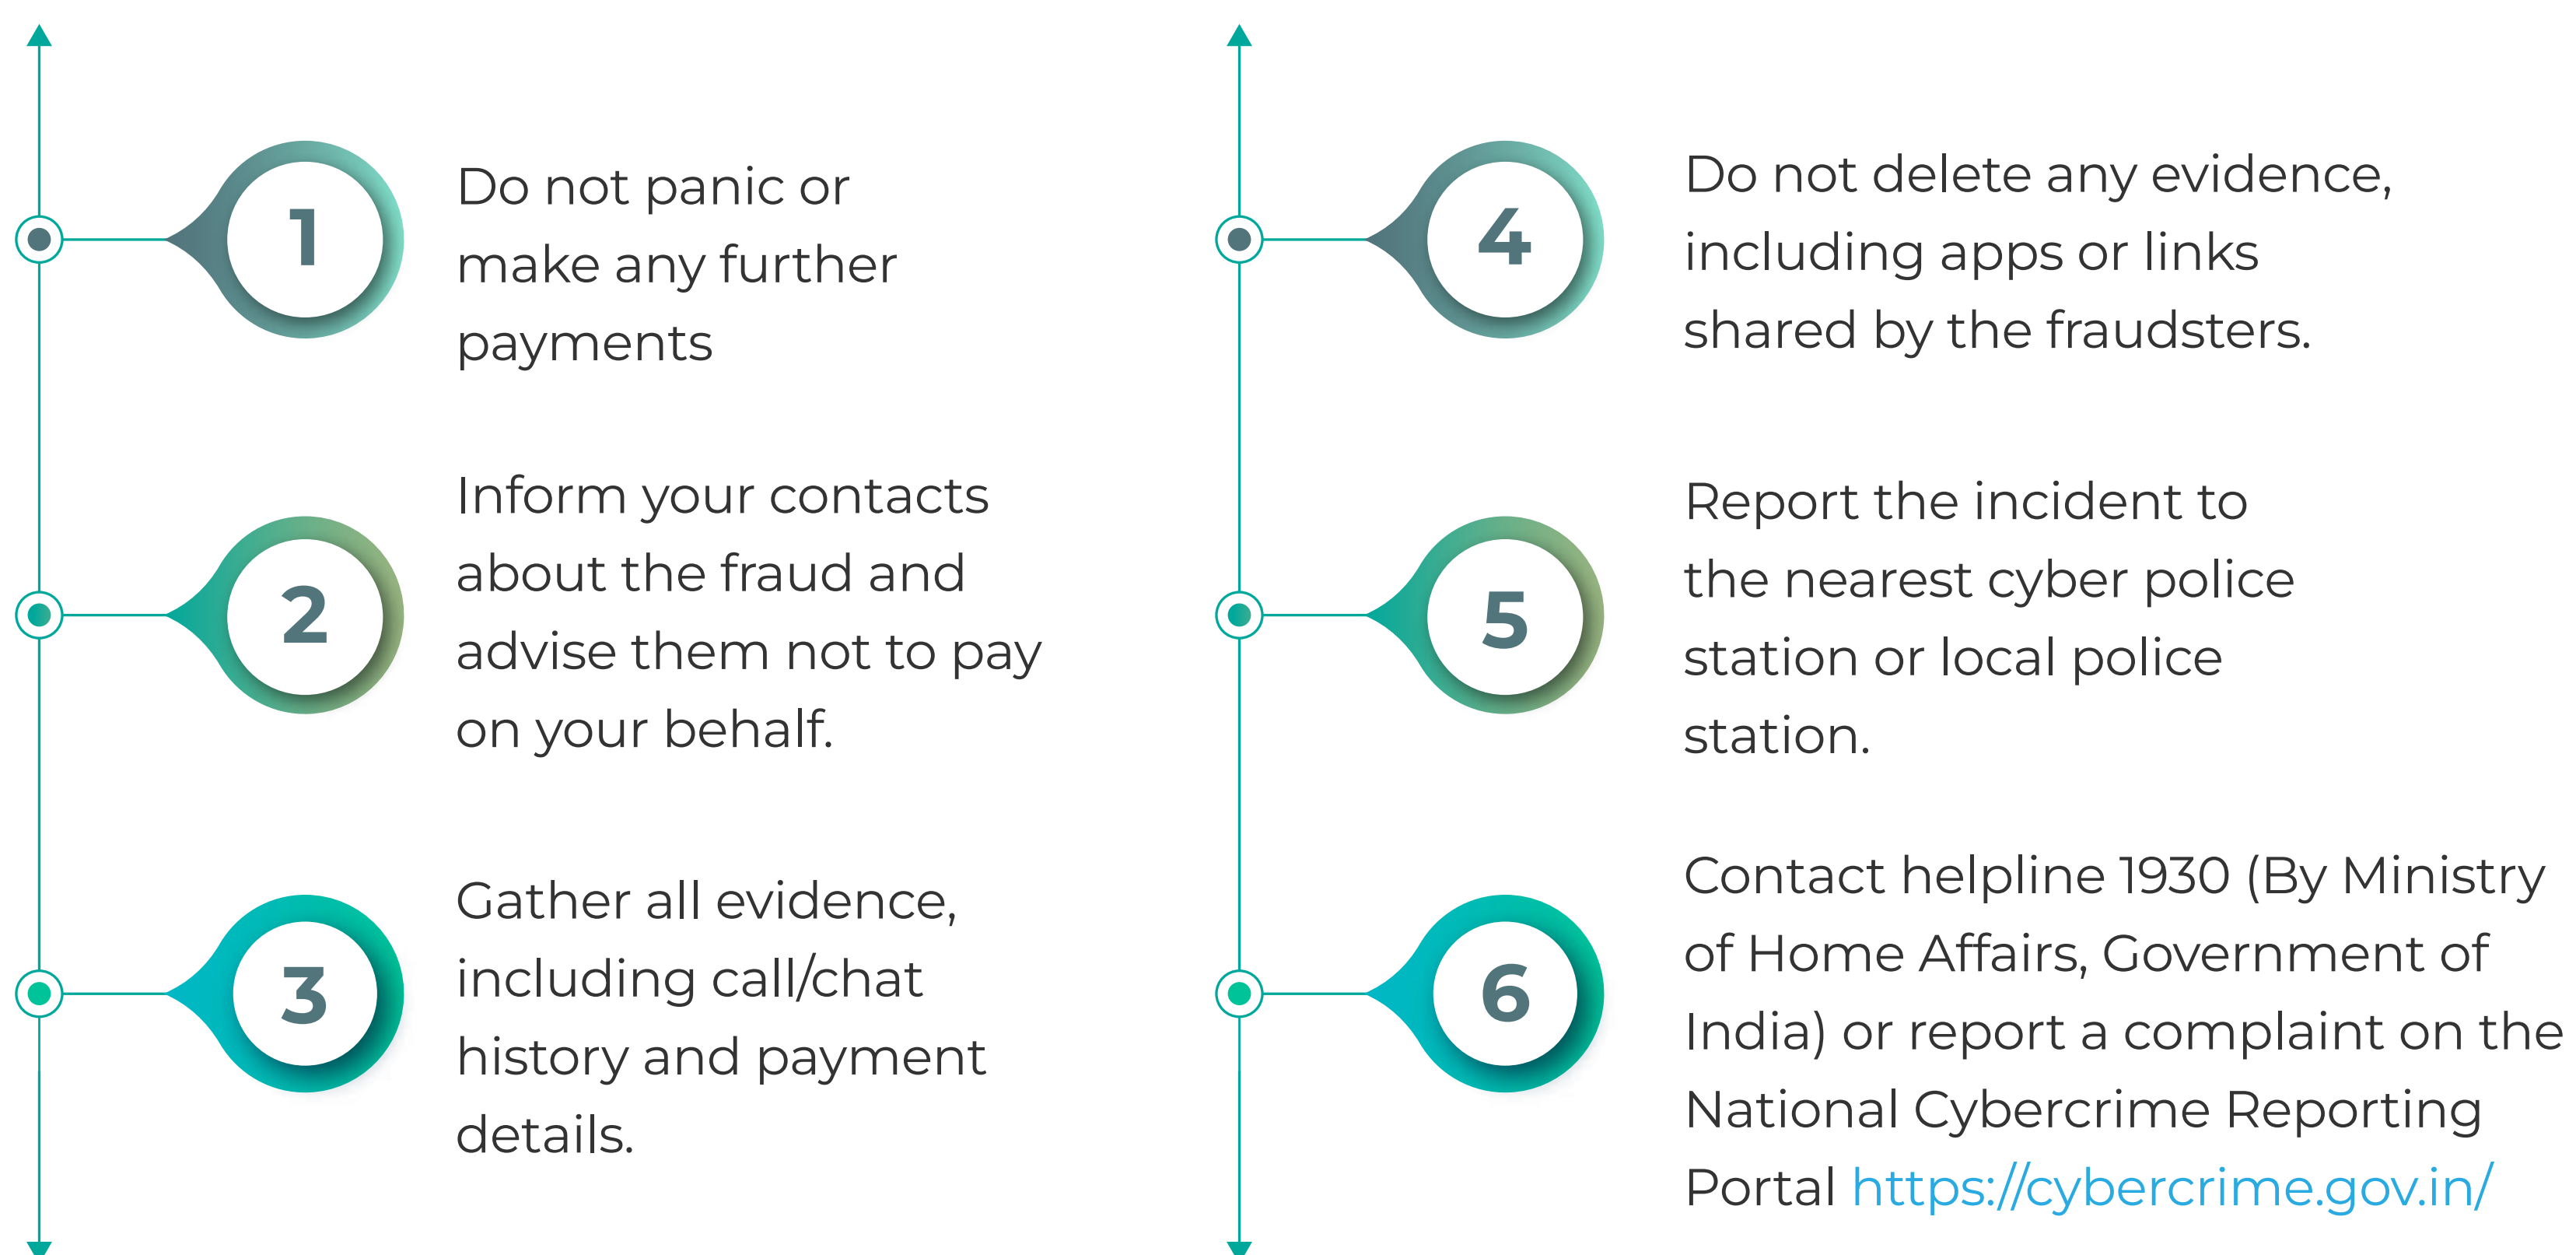 1
Do not panic or
make any further
payments
2
Inform your contacts
about the fraud and
advise them not to pay
on your behalf.
3
Gather all evidence,
including call/chat
history and payment
details.
4
Do not delete any evidence,
including apps or links
shared by the fraudsters.
5
Report the incident to
the nearest cyber police
station or local police
station.
6
Contact helpline 1930 (By Ministry
of Home Affairs, Government of
India) or report a complaint on the
National Cybercrime Reporting
Portal https://cybercrime.gov.in/